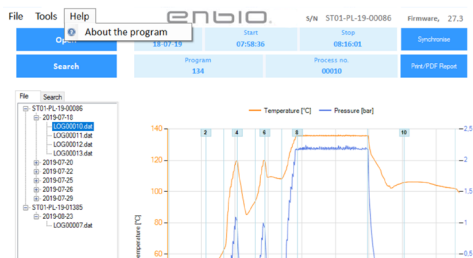 File Tools Help enbio. S/N ST01-PL-19-00086 Firmware, 27.3
About the program
Open 18-07-19 Start 07:58:36 Stop 08:16:01 Synchronise
Search Program 134 Process no. 00010 Print/PDF Report
File Search
ST01-PL-19-00086
2019-07-18
LOG00010.dat
LOG00011.dat
LOG00012.dat
LOG00013.dat
2019-07-20
2019-07-22
2019-07-25
2019-07-26
2019-07-29
ST01-PL-19-01385
2019-08-23
LOG00007.dat
Temperature [°C] Pressure [bar]
140 3 4 6 8 10 2.5
120 2
100 1.5
80 1
60 0.5
emperature [°C]